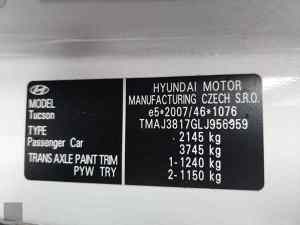 HYUNDAI MOTOR
MANUFACTURING CZECH S.R.O.
e5*2007/46*1076
TMAJ3817GLJ956959
2145 kg
3745 kg
1-1240 kg
2-1150 kg
MODEL
Tucson
TYPE
Passenger Car
TRANS AXLE PAINT TRIM
PYW TRY